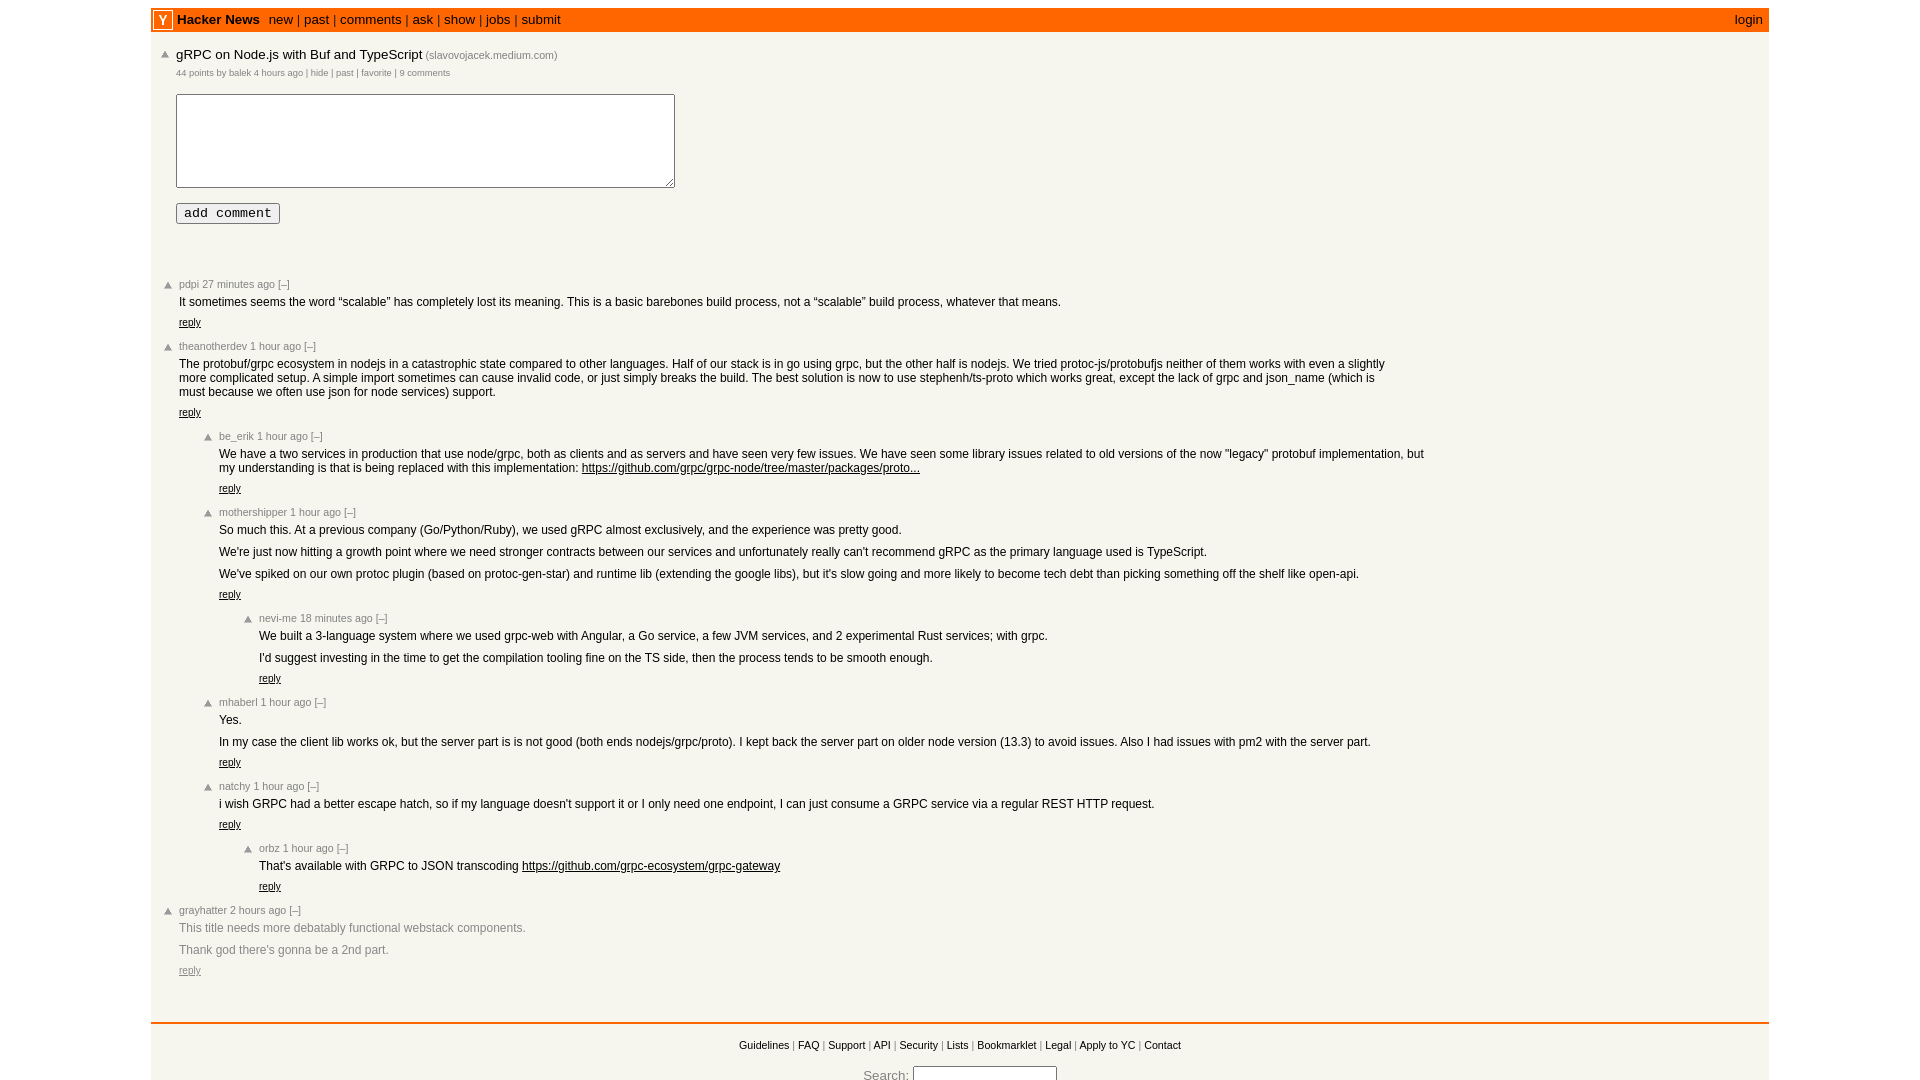 Y Hacker News new | past | comments | ask | show | jobs | submit login
gRPC on Node.js with Buf and TypeScript (slavovojacek.medium.com)
44 points by balek 4 hours ago | hide | past | favorite | 9 comments
add comment
pdpi 27 minutes ago [–]
It sometimes seems the word “scalable” has completely lost its meaning. This is a basic barebones build process, not a “scalable” build process, whatever that means.
reply
theanotherdev 1 hour ago [–]
The protobuf/grpc ecosystem in nodejs in a catastrophic state compared to other languages. Half of our stack is in go using grpc, but the other half is nodejs. We tried protoc-js/protobufjs neither of them works with even a slightly
more complicated setup. A simple import sometimes can cause invalid code, or just simply breaks the build. The best solution is now to use stephenh/ts-proto which works great, except the lack of grpc and json_name (which is
must because we often use json for node services) support.
reply
be_erik 1 hour ago [–]
We have a two services in production that use node/grpc, both as clients and as servers and have seen very few issues. We have seen some library issues related to old versions of the now "legacy" protobuf implementation, but
my understanding is that is being replaced with this implementation: https://github.com/grpc/grpc-node/tree/master/packages/proto...
reply
mothershipper 1 hour ago [–]
So much this. At a previous company (Go/Python/Ruby), we used gRPC almost exclusively, and the experience was pretty good.
We're just now hitting a growth point where we need stronger contracts between our services and unfortunately really can't recommend gRPC as the primary language used is TypeScript.
We've spiked on our own protoc plugin (based on protoc-gen-star) and runtime lib (extending the google libs), but it's slow going and more likely to become tech debt than picking something off the shelf like open-api.
reply
nevi-me 18 minutes ago [–]
We built a 3-language system where we used grpc-web with Angular, a Go service, a few JVM services, and 2 experimental Rust services; with grpc.
I'd suggest investing in the time to get the compilation tooling fine on the TS side, then the process tends to be smooth enough.
reply
mhaberl 1 hour ago [–]
Yes.
In my case the client lib works ok, but the server part is is not good (both ends nodejs/grpc/proto). I kept back the server part on older node version (13.3) to avoid issues. Also I had issues with pm2 with the server part.
reply
natchy 1 hour ago [–]
i wish GRPC had a better escape hatch, so if my language doesn't support it or I only need one endpoint, I can just consume a GRPC service via a regular REST HTTP request.
reply
orbz 1 hour ago [–]
That's available with GRPC to JSON transcoding https://github.com/grpc-ecosystem/grpc-gateway
reply
grayhatter 2 hours ago [–]
This title needs more debatably functional webstack components.
Thank god there's gonna be a 2nd part.
reply
Guidelines | FAQ | Support | API | Security | Lists | Bookmarklet | Legal | Apply to YC | Contact
Search: